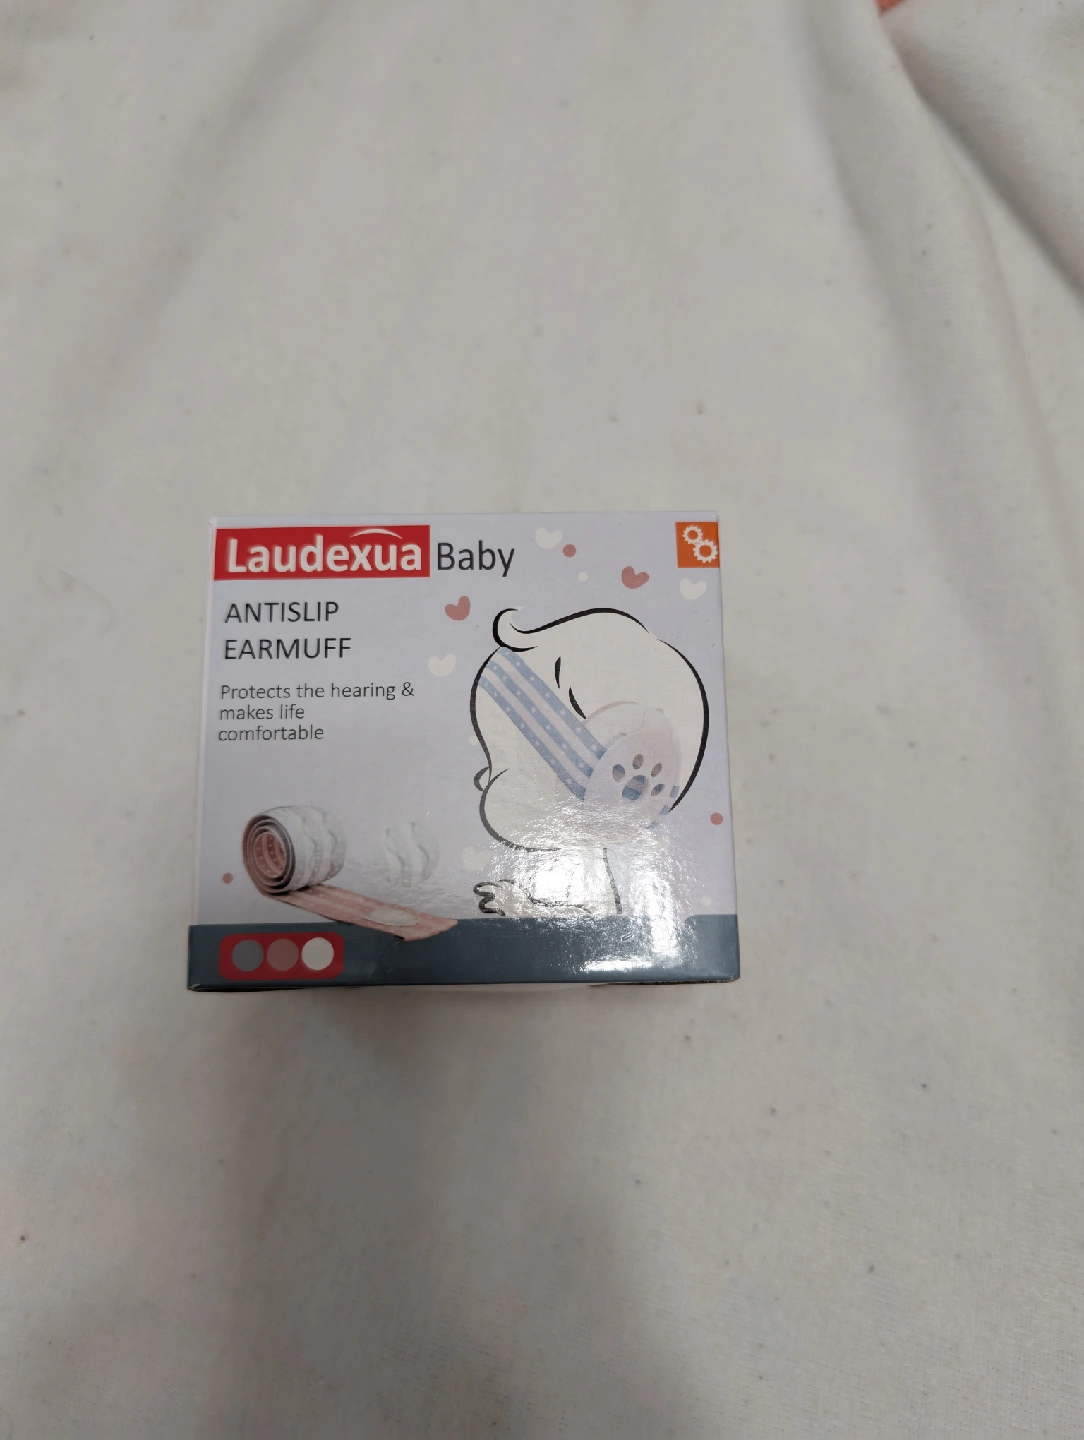 Laudexua Baby
ANTISLIP
EARMUFF
Protects the hearing &
makes life
comfortable